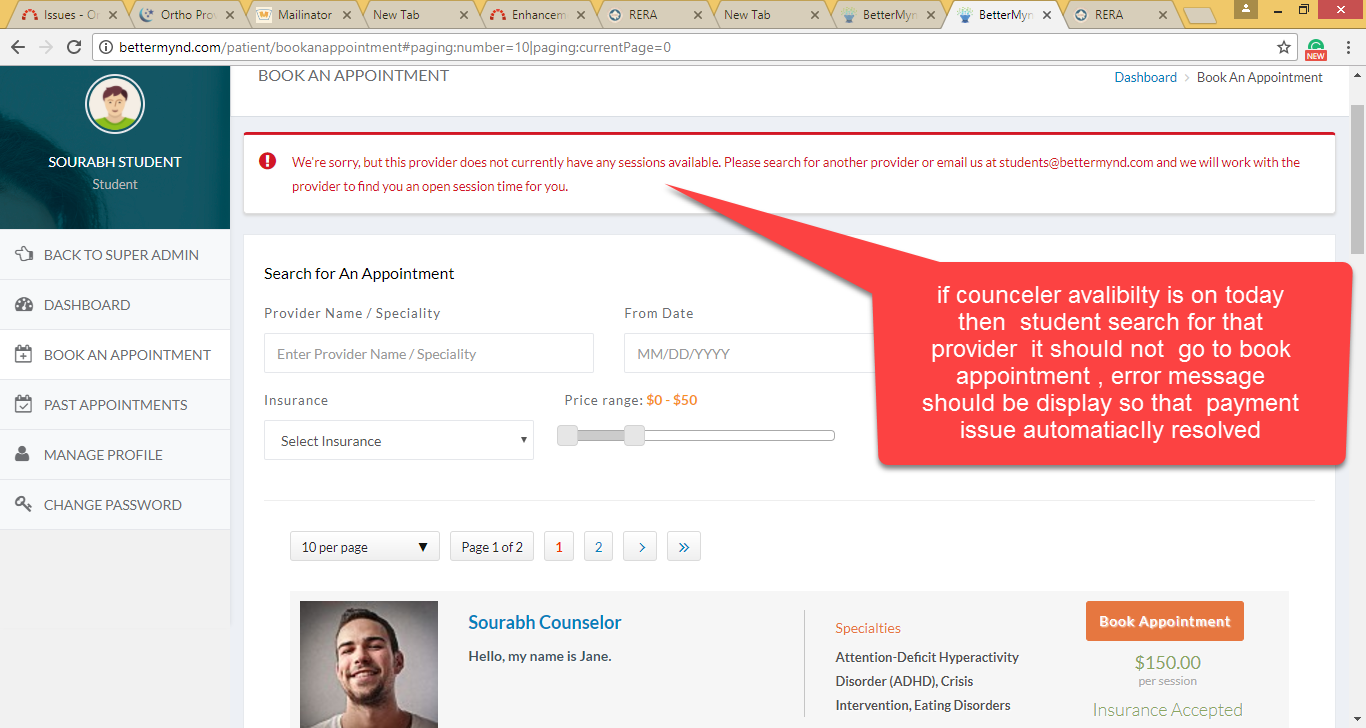 Issues - Or
Ortho Prov
Mailinator
New Tab
Enhancem
RERA
New Tab
BetterMyn
BetterMyn
RERA
bettermynd.com/patient/bookanappointment#paging:number=10|paging:currentPage=0
NEW
BOOK AN APPOINTMENT
Dashboard > Book An Appointment
SOURABH STUDENT
Student
BACK TO SUPER ADMIN
DASHBOARD
BOOK AN APPOINTMENT
PAST APPOINTMENTS
MANAGE PROFILE
CHANGE PASSWORD
We're sorry, but this provider does not currently have any sessions available. Please search for another provider or email us at students@bettermynd.com and we will work with the
provider to find you an open session time for you.
if counceler avalibilty is on today
then student search for that
provider it should not go to book
appointment , error message
should be display so that payment
issue automatiaclly resolved
Search for An Appointment
Provider Name / Speciality
From Date
Enter Provider Name / Speciality
MM/DD/YYYY
Insurance
Price range: $0 - $50
Select Insurance
10 per page
Page 1 of 2
1
2
>
»
Sourabh Counselor
Hello, my name is Jane.
Specialties
Attention-Deficit Hyperactivity
Disorder (ADHD), Crisis
Intervention, Eating Disorders
Book Appointment
$150.00
per session
Insurance Accepted